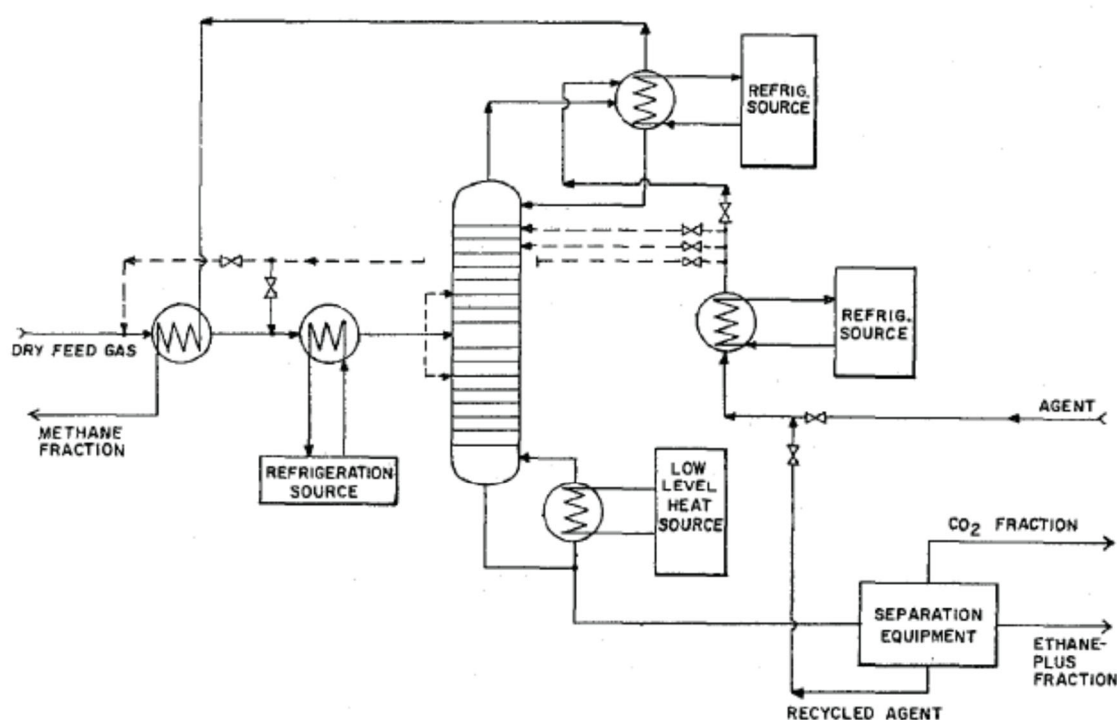 REFRIG.
SOURCE
DRY FEED GAS
REFRIG.
SOURCE
METHANE
FRACTION
AGENT
REFRIGERATION
SOURCE
LOW
LEVEL
HEAT
SOURCE
CO2 FRACTION
SEPARATION
EQUIPMENT
ETHANE-
PLUS
FRACTION
RECYCLED AGENT